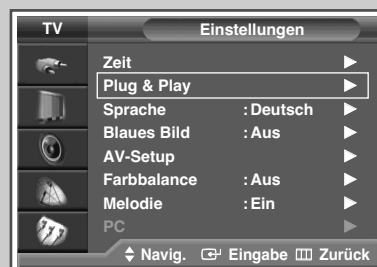 TV Einstellungen
Zeit
Plug & Play
Sprache : Deutsch
Blaues Bild : Aus
AV-Setup
Farbbalance : Aus
Melodie : Ein
PC
Navig. Eingabe Zurück